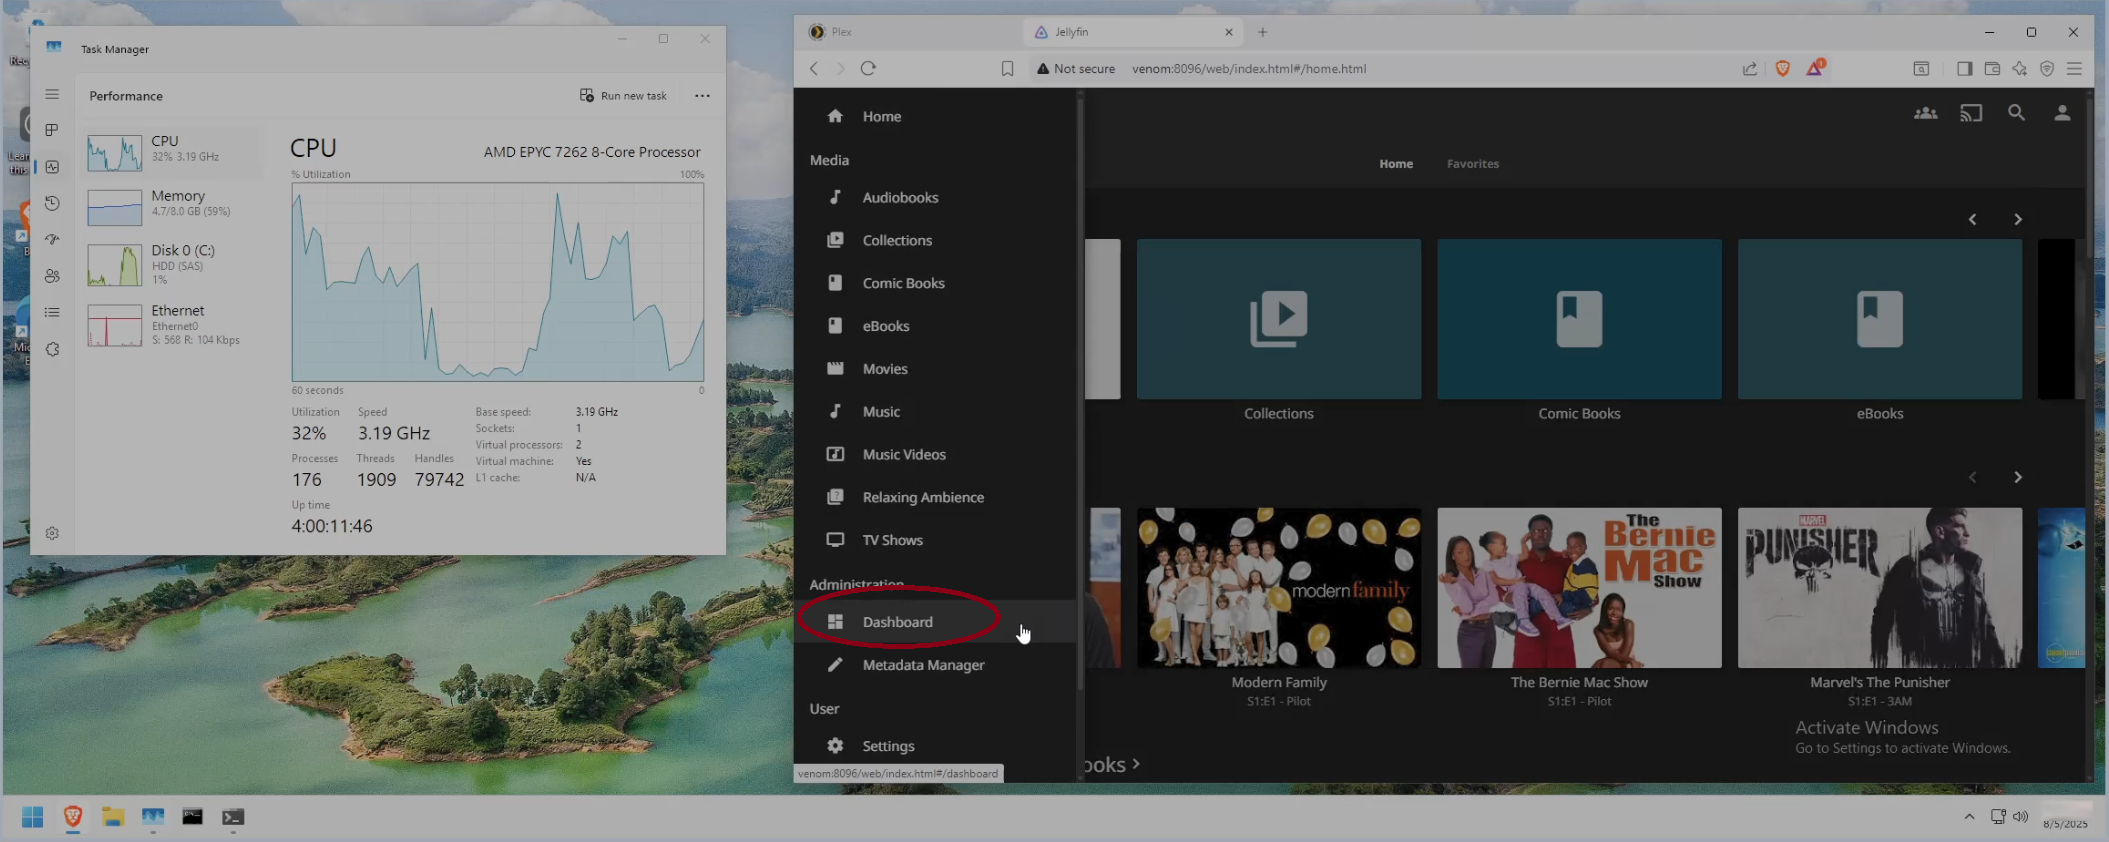 Task Manager
Performance
Run new task
CPU
32% 3.19 GHz
Memory
4.7/8.0 GB (59%)
Disk 0 (C:)
HDD (SAS)
1%
Ethernet
Ethernet0
S: 568 R: 104 Kbps
CPU
AMD EPYC 7262 8-Core Processor
% Utilization
100%
60 seconds
0
Utilization
Speed
32%
3.19 GHz
Processes
Threads
Handles
176
1909
79742
Up time
4:00:11:46
Base speed:
3.19 GHz
Sockets:
1
Virtual processors:
2
Virtual machine:
Yes
L1 cache:
N/A
Plex
Jellyfin
Not secure
venom:8096/web/index.html#/home.html
1
Home
Media
Audiobooks
Collections
Comic Books
eBooks
Movies
Music
Music Videos
Relaxing Ambience
TV Shows
Administration
Dashboard
Metadata Manager
User
Settings
venom:8096/web/index.html#/dashboard
Home
Favorites
Collections
Comic Books
eBooks
modern family
The
Bernie
Mac
Show
MARVEL
PUNISHER
Modern Family
S1:E1 - Pilot
The Bernie Mac Show
S1:E1 - Pilot
Marvel's The Punisher
S1:E1 - 3AM
ooks
Activate Windows
Go to Settings to activate Windows.
8/5/2025